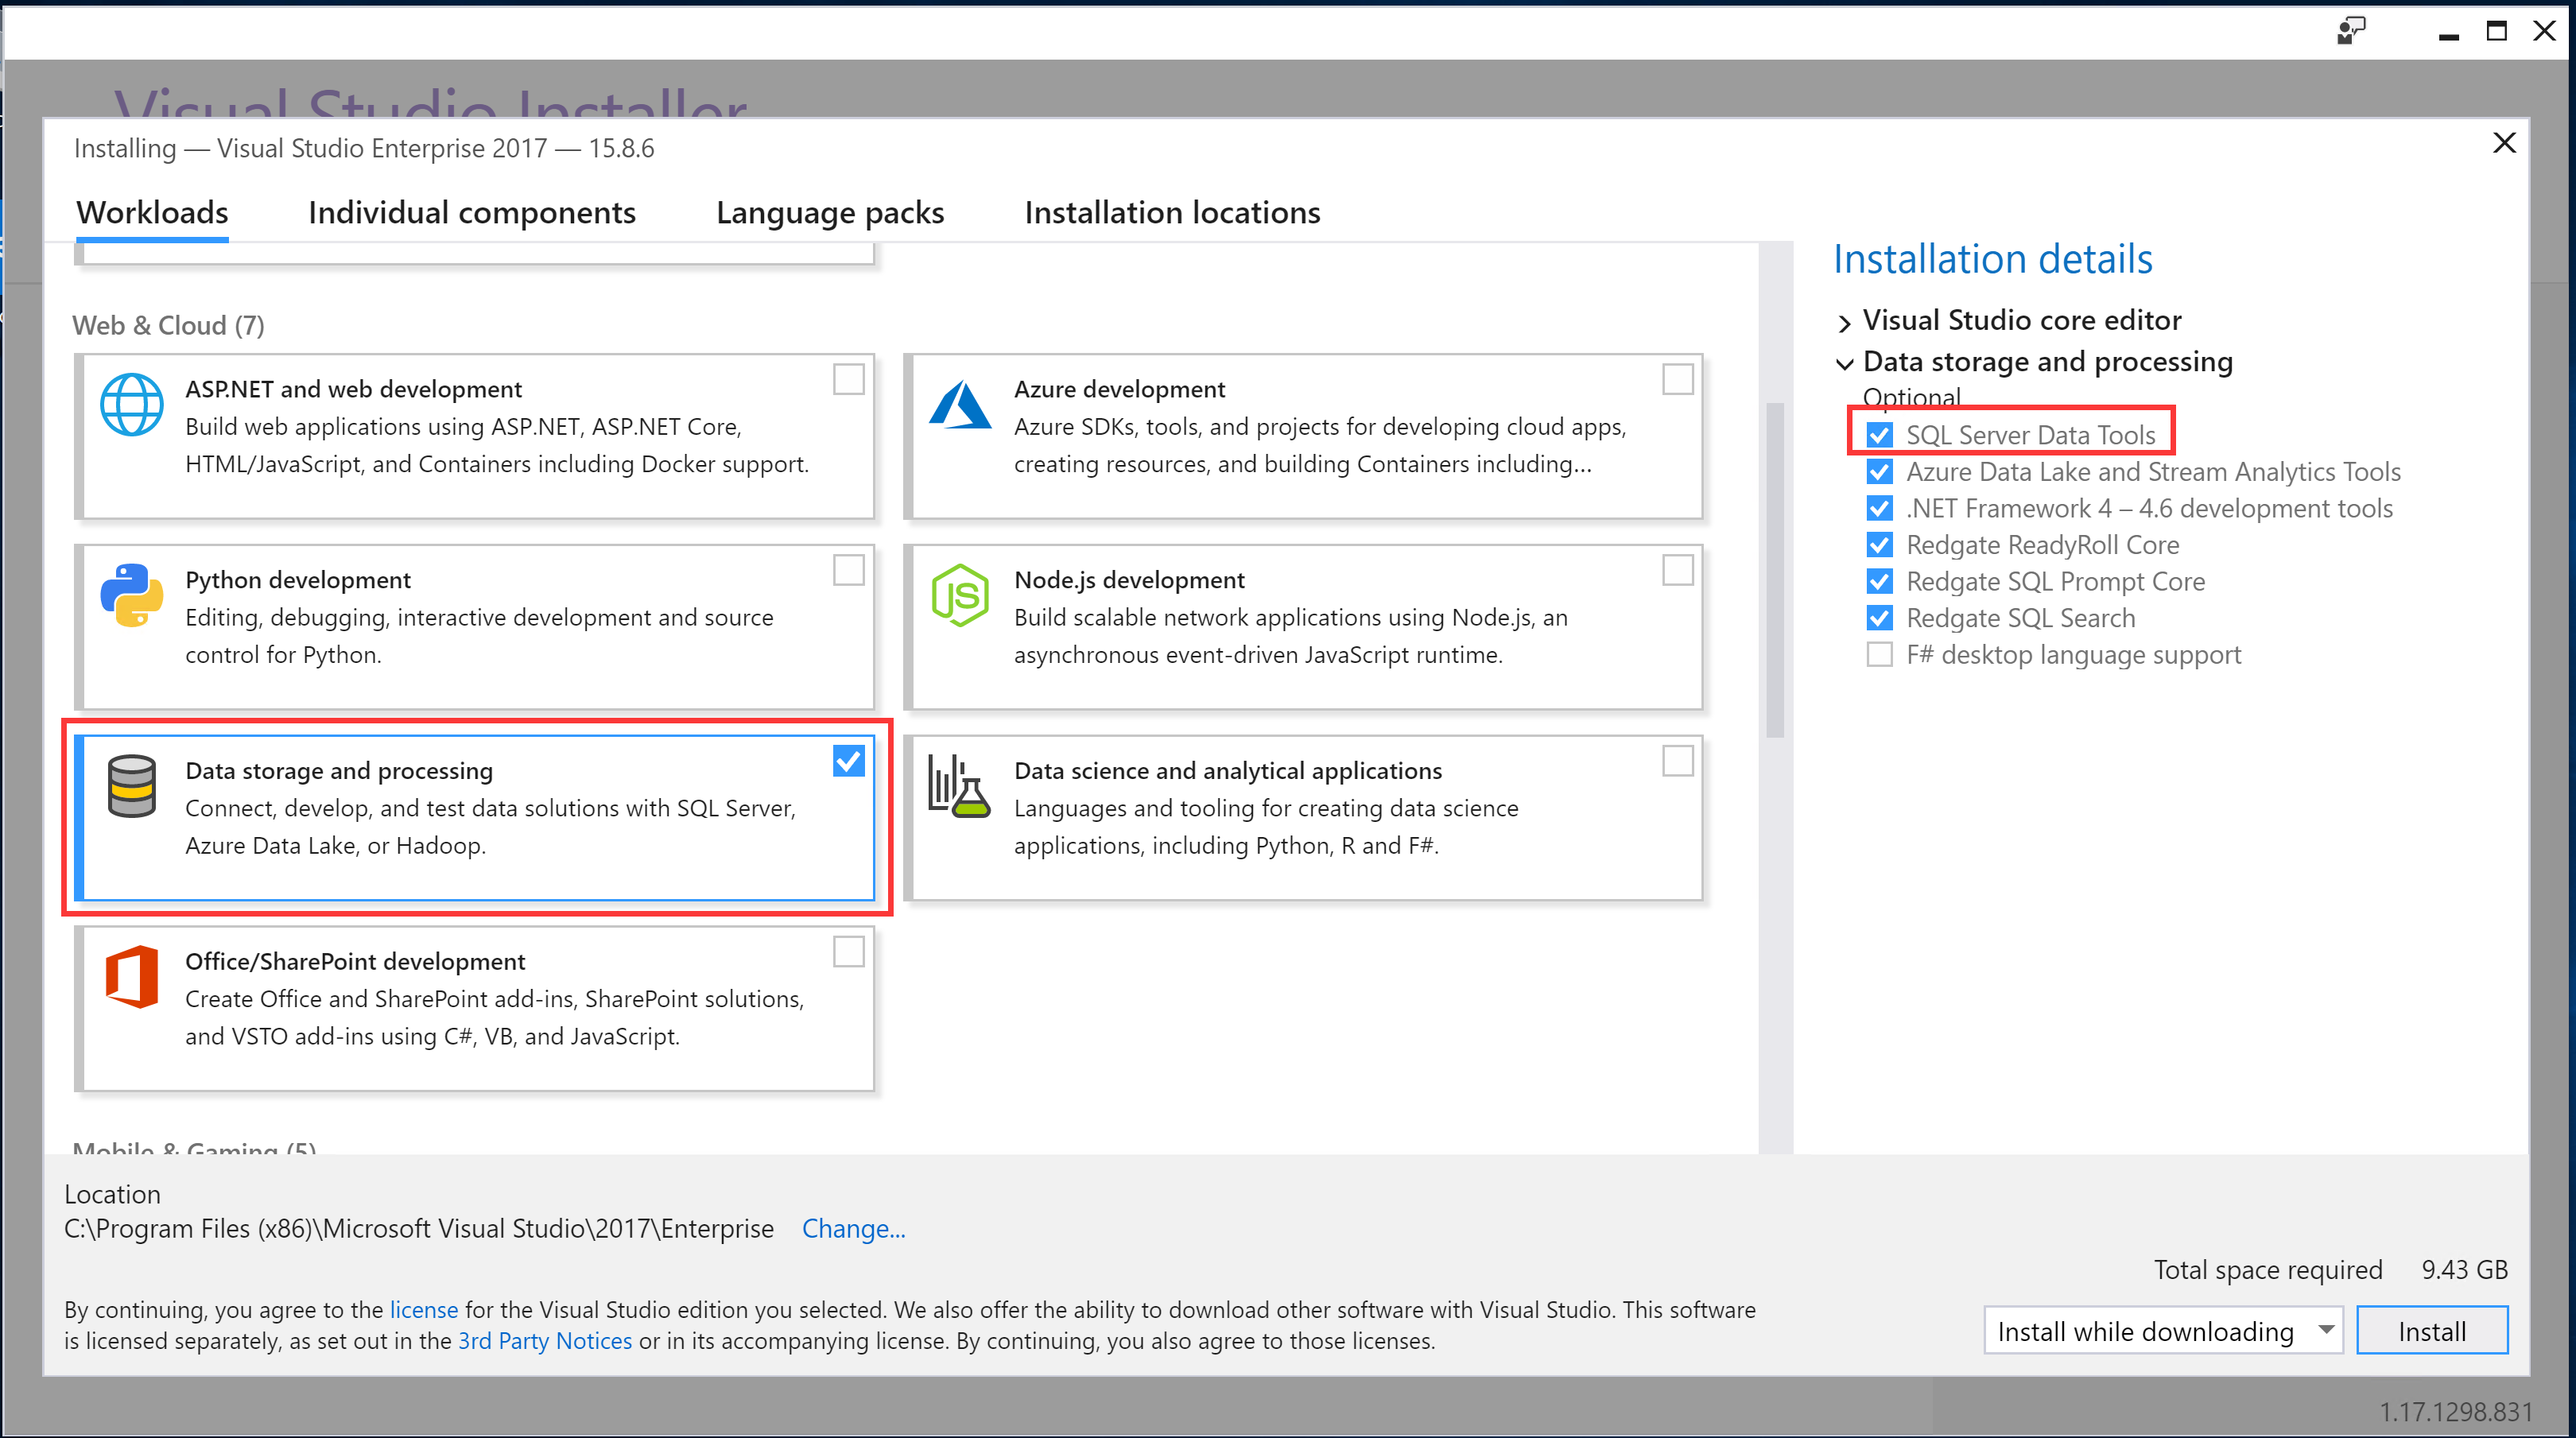 Visual Studio Installer
Installing — Visual Studio Enterprise 2017 — 15.8.6
Workloads
Individual components
Language packs
Installation locations
Web & Cloud (7)
ASP.NET and web development
Build web applications using ASP.NET, ASP.NET Core,
HTML/JavaScript, and Containers including Docker support.
Azure development
Azure SDKs, tools, and projects for developing cloud apps,
creating resources, and building Containers including...
Python development
Editing, debugging, interactive development and source
control for Python.
Node.js development
Build scalable network applications using Node.js, an
asynchronous event-driven JavaScript runtime.
Data storage and processing
Connect, develop, and test data solutions with SQL Server,
Azure Data Lake, or Hadoop.
Data science and analytical applications
Languages and tooling for creating data science
applications, including Python, R and F#.
Office/SharePoint development
Create Office and SharePoint add-ins, SharePoint solutions,
and VSTO add-ins using C#, VB, and JavaScript.
Mobile & Gaming (5)
Installation details
Visual Studio core editor
Data storage and processing
Optional
SQL Server Data Tools
Azure Data Lake and Stream Analytics Tools
.NET Framework 4 – 4.6 development tools
Redgate ReadyRoll Core
Redgate SQL Prompt Core
Redgate SQL Search
F# desktop language support
Location
C:\Program Files (x86)\Microsoft Visual Studio\2017\Enterprise Change...
Total space required 9.43 GB
By continuing, you agree to the license for the Visual Studio edition you selected. We also offer the ability to download other software with Visual Studio. This software
is licensed separately, as set out in the 3rd Party Notices or in its accompanying license. By continuing, you also agree to those licenses.
Install while downloading
Install
1.17.1298.831